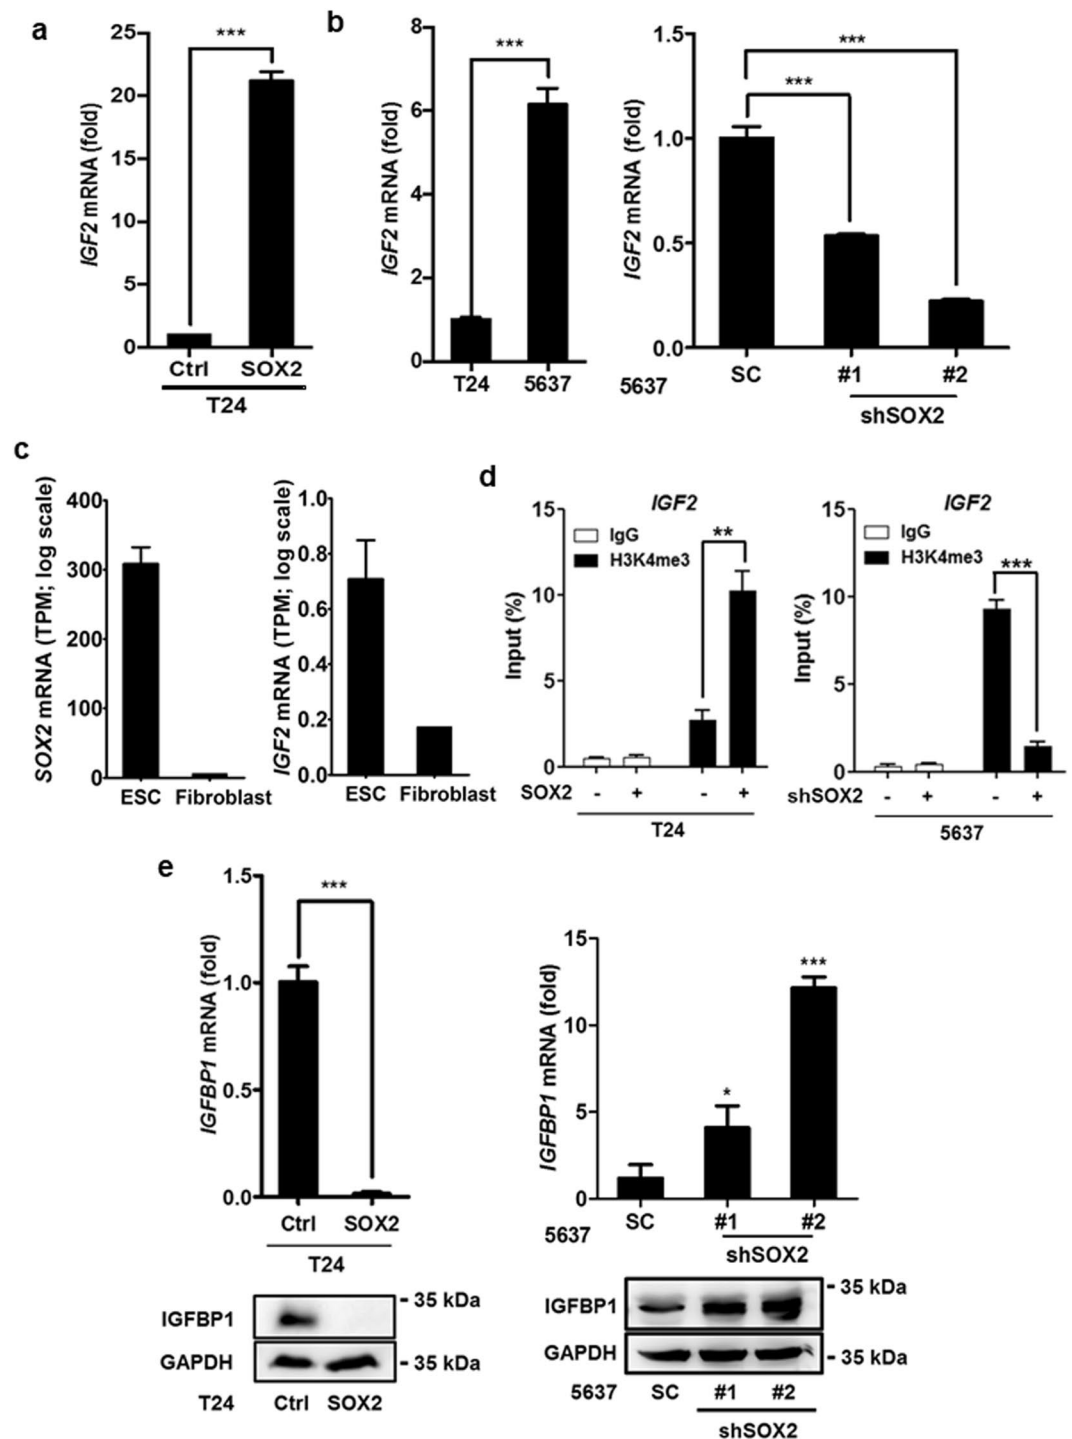 a
IGF2 mRNA (fold)
25
20
15
10
5
0
***
Ctrl SOX2
T24
b
IGF2 mRNA (fold)
8
6
4
2
0
***
T24 5637
IGF2 mRNA (fold)
1.5
1.0
0.5
0.0
***
***
5637 SC #1 #2
shSOX2
c
SOX2 mRNA (TPM; log scale)
400
300
200
100
0
ESC Fibroblast
IGF2 mRNA (TPM; log scale)
1.0
0.8
0.6
0.4
0.2
0.0
ESC Fibroblast
d
IGF2
Input (%)
15
10
5
0
IgG
H3K4me3
**
SOX2 - + - +
T24
IGF2
Input (%)
15
10
5
0
IgG
H3K4me3
***
shSOX2 - + - +
5637
e
IGFBP1 mRNA (fold)
1.5
1.0
0.5
0.0
***
Ctrl SOX2
T24
IGFBP1 - 35 kDa
GAPDH - 35 kDa
T24 Ctrl SOX2
IGFBP1 mRNA (fold)
15
10
5
0
*
***
5637 SC #1 #2
shSOX2
IGFBP1 - 35 kDa
GAPDH - 35 kDa
5637 SC #1 #2
shSOX2